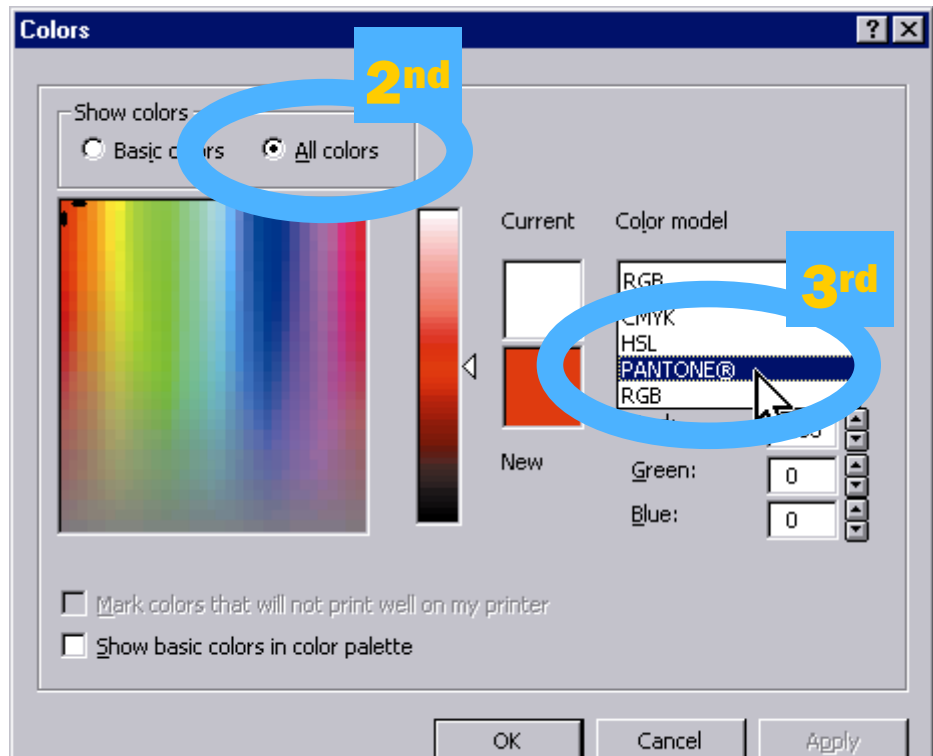 Colors
2nd
Show colors
Basic colors
All colors
Current
Color model
3rd
RGB
CMYK
HSL
PANTONE®
RGB
New
Green:
0
Blue:
0
Mark colors that will not print well on my printer
Show basic colors in color palette
OK
Cancel
Apply